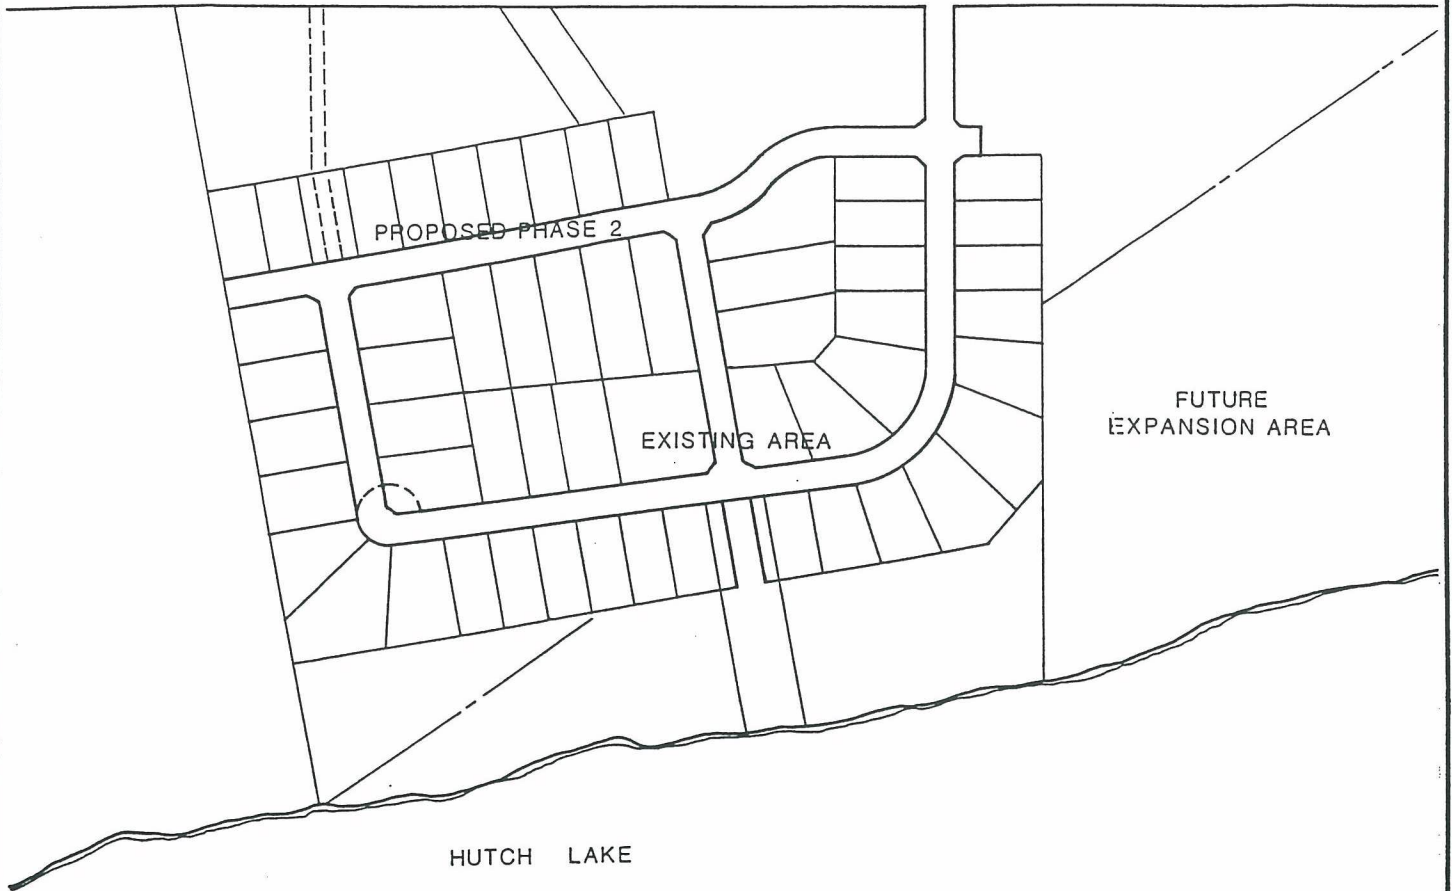 PROPOSED PHASE 2
EXISTING AREA
FUTURE
EXPANSION AREA
HUTCH LAKE